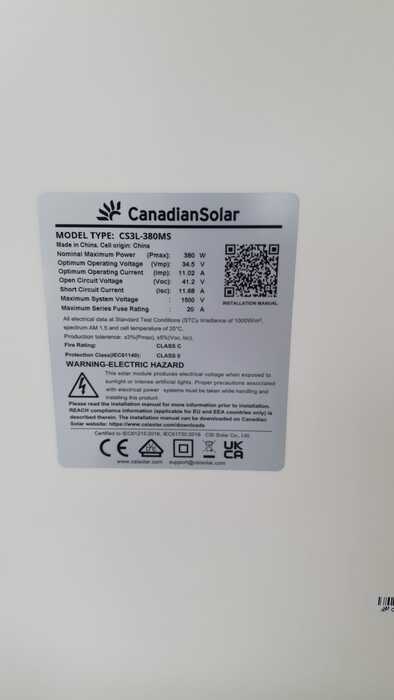 CanadianSolar
MODEL TYPE: CS3L-380MS
Made in China. Cell origin: China
Nominal Maximum Power (Pmax): 380 W
Optimum Operating Voltage (Vmp): 34.5 V
Optimum Operating Current (Imp): 11.02 A
Open Circuit Voltage (Voc): 41.2 V
Short Circuit Current (Isc): 11.68 A
Maximum System Voltage : 1500 V
Maximum Series Fuse Rating : 20 A
INSTALLATION MANUAL
All electrical data at Standard Test Conditions (STC): Irradiance of 1000W/m²,
spectrum AM 1.5 and cell temperature of 25°C.
Production tolerance: ±3%(Pmax), ±5%(Voc, Isc).
Fire Rating: CLASS C
Protection Class(IEC61140): CLASS II
WARNING-ELECTRIC HAZARD
This solar module produces electrical voltage when exposed to
sunlight or intense artificial lights. Proper precautions associated
with electrical power systems must be taken when handling and
installing this product.
Please read the installation manual for more information prior to installation.
REACH compliance information (applicable for EU and EEA countries only) is
described therein. The installation manual can be downloaded on Canadian
Solar website: https://www.csisolar.com/downloads
Certified to IEC61215:2016, IEC61730:2016 CSI Solar Co., Ltd.
CE
UK
CA
www.csisolar.com support@csisolar.com